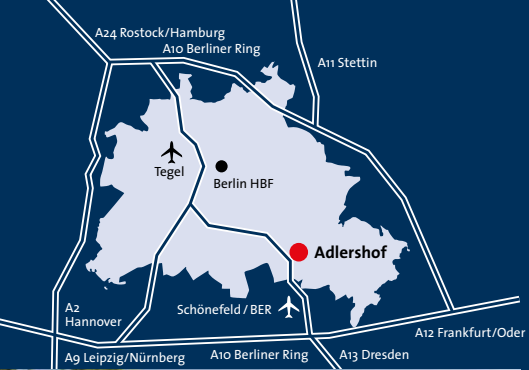 A24 Rostock/Hamburg
A10 Berliner Ring
A11 Stettin
Tegel
Berlin HBF
Adlershof
Schönefeld / BER
A2
Hannover
A12 Frankfurt/Oder
A9 Leipzig/Nürnberg
A10 Berliner Ring
A13 Dresden